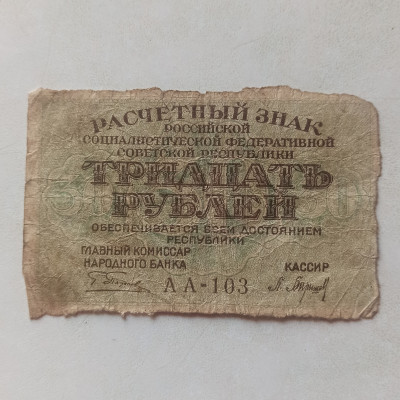 РАСЧЕТНЫЙ ЗНАК
РОССИЙСКОЙ
СОЦИАЛИСТИЧЕСКОЙ ФЕДЕРАТИВНОЙ
СОВЕТСКОЙ РЕСПУБЛИКИ
ТРИДЦАТЬ
РУБЛЕЙ
ОБЕСПЕЧИВАЕТСЯ ВСЕМ ДОСТОЯНИЕМ
РЕСПУБЛИКИ
ГЛАВНЫЙ КОМИССАР
НАРОДНОГО БАНКА
КАССИР
АА-103